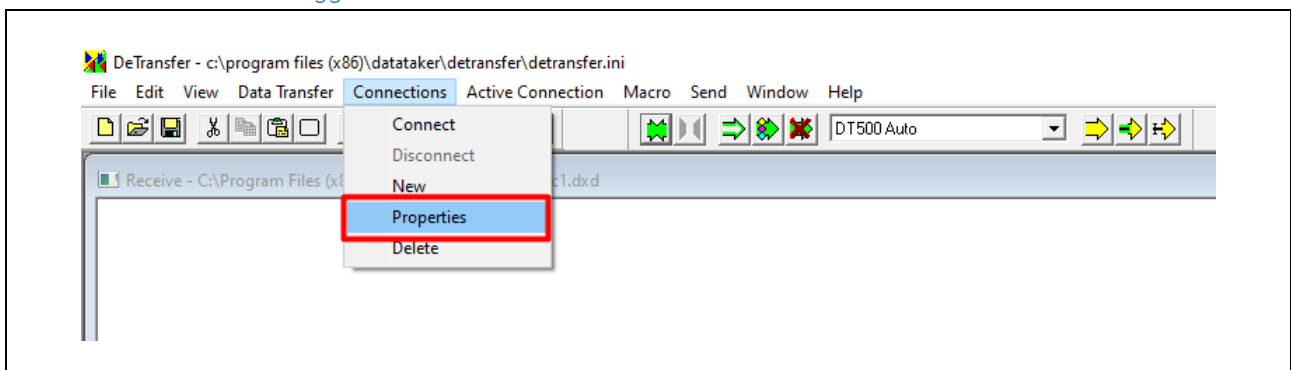 DeTransfer - c:\program files (x86)\datataker\detransfer\detransfer.ini
File Edit View Data Transfer Connections Active Connection Macro Send Window Help
DT500 Auto
Connect
Disconnect
Receive - C:\Program Files (x8 c1.dxd
New
Properties
Delete